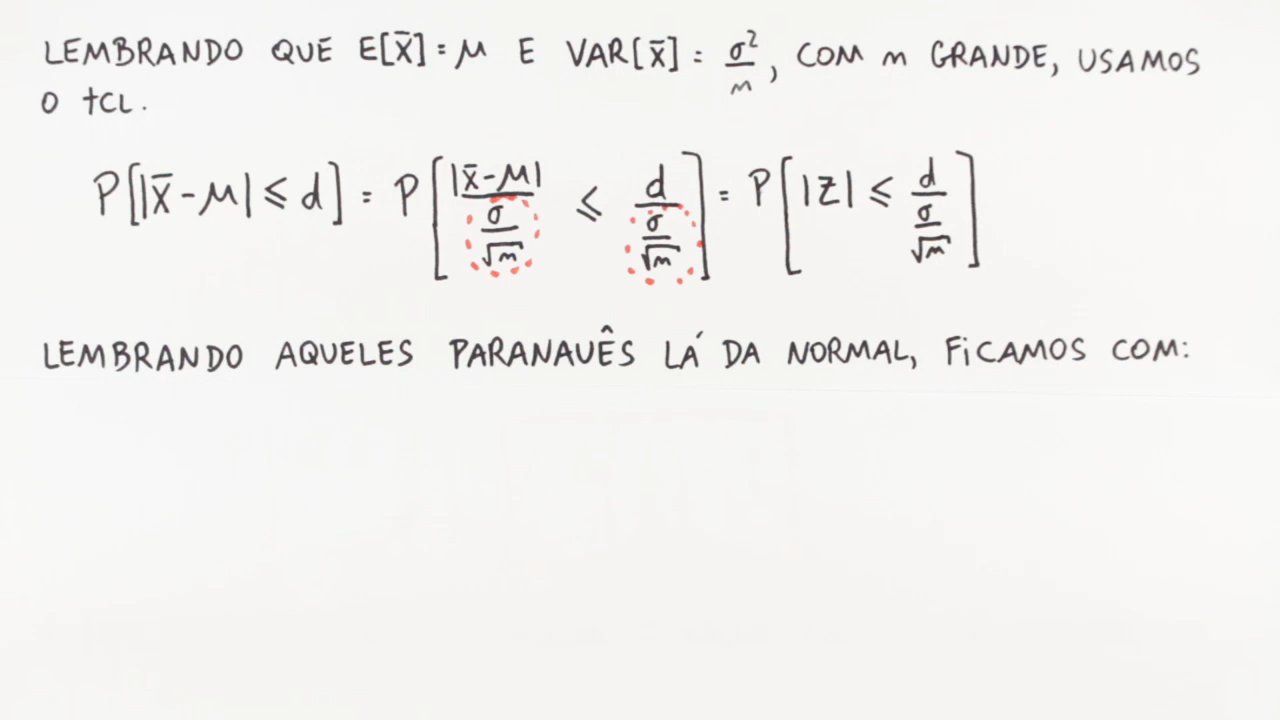 LEMBRANDO QUE E[X̄] = μ E VAR[X̄] = σ²/n, COM n GRANDE, USAMOS
O TCL.
P[|X̄ - μ| ≤ d] = P[|X̄ - μ|/(σ/√n) ≤ d/(σ/√n)] = P[|Z| ≤ d/(σ/√n)]
LEMBRANDO AQUELES PARANAUÊS LÁ DA NORMAL, FICAMOS COM: